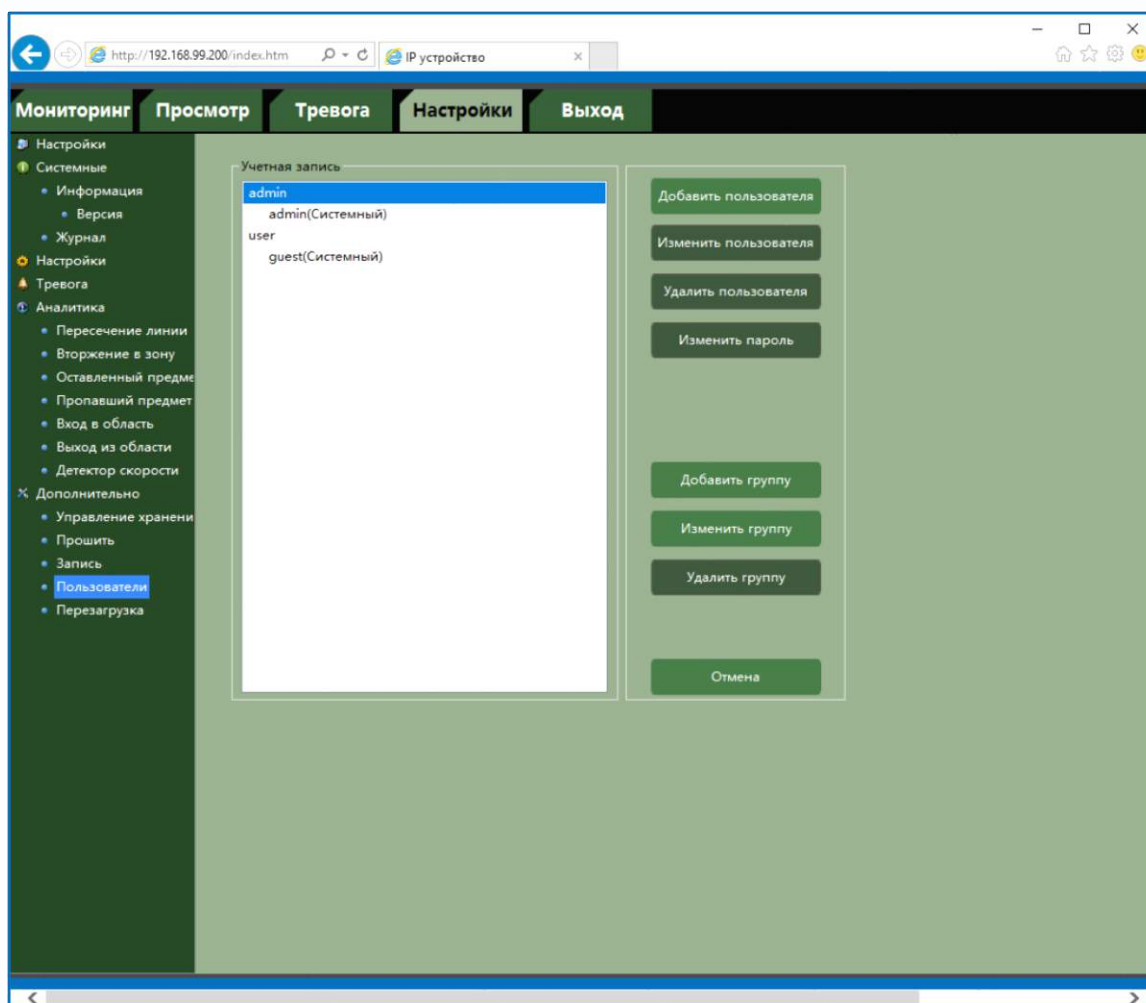 http://192.168.99.200/index.htm
IP устройство
Мониторинг Просмотр Тревога Настройки Выход
Настройки
Системные
Информация
Версия
Журнал
Настройки
Тревога
Аналитика
Пересечение линии
Вторжение в зону
Оставленный предме
Пропавший предмет
Вход в область
Выход из области
Детектор скорости
Дополнительно
Управление хранени
Прошить
Запись
Пользователи
Перезагрузка
Учетная запись
admin
admin(Системный)
user
guest(Системный)
Добавить пользователя
Изменить пользователя
Удалить пользователя
Изменить пароль
Добавить группу
Изменить группу
Удалить группу
Отмена